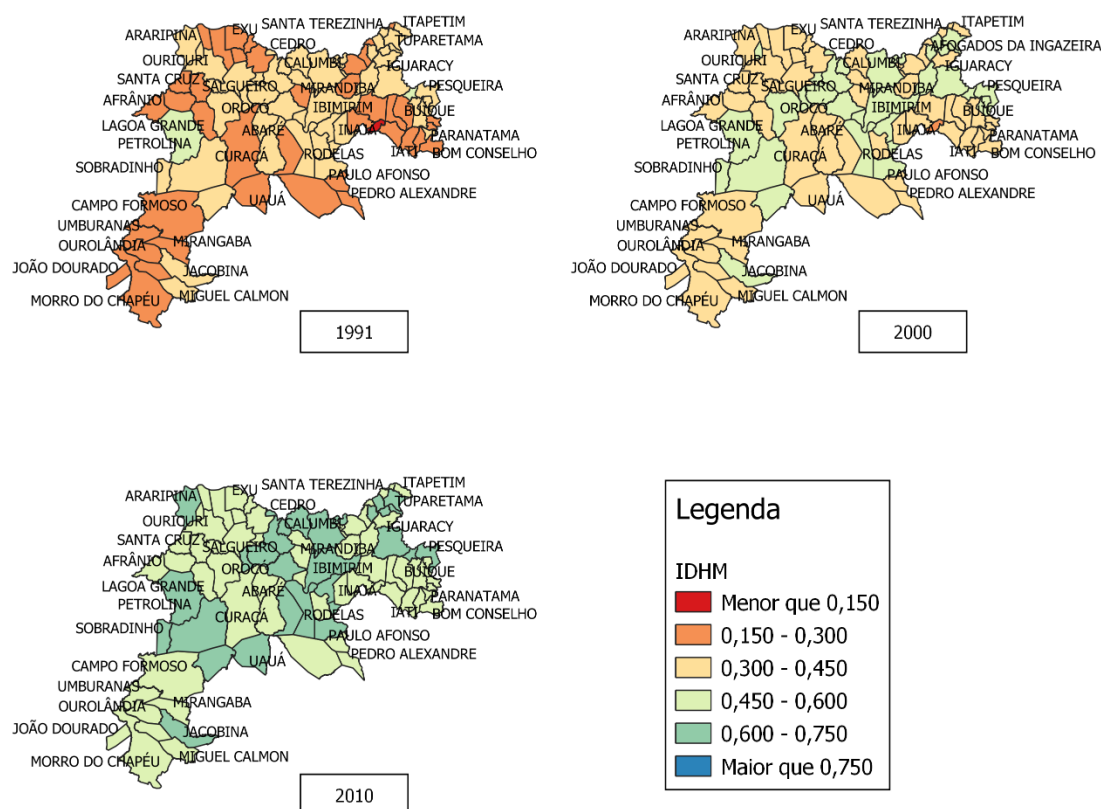 SANTA TEREZINHA
ITAPETIM
EXU
ARARIPINA
TUPARETAMA
CEDRO
OURICURI
CALUMBI
IGUARACY
SANTA CRUZ
SALGUEIRO
MIRANDIBA
PESQUEIRA
AFRÂNIO
OROCÓ
IBIMIRIM
BUÍQUE
LAGOA GRANDE
ABARÉ
INAJÁ
PARANATAMA
PETROLINA
CURAÇÁ
RODELAS
IATI
BOM CONSELHO
SOBRADINHO
PAULO AFONSO
UAUÁ
PEDRO ALEXANDRE
CAMPO FORMOSO
UMBURANAS
OUROLÂNDIA
MIRANGABA
JOÃO DOURADO
JACOBINA
MORRO DO CHAPÉU
MIGUEL CALMON
1991
SANTA TEREZINHA
ITAPETIM
EXU
ARARIPINA
AFOGADOS DA INGAZEIRA
CEDRO
OURICURI
CALUMBI
IGUARACY
SANTA CRUZ
SALGUEIRO
MIRANDIBA
PESQUEIRA
AFRÂNIO
OROCÓ
IBIMIRIM
BUÍQUE
LAGOA GRANDE
ABARÉ
INAJÁ
PARANATAMA
PETROLINA
CURAÇÁ
RODELAS
IATI
BOM CONSELHO
SOBRADINHO
PAULO AFONSO
UAUÁ
PEDRO ALEXANDRE
CAMPO FORMOSO
UMBURANAS
OUROLÂNDIA
MIRANGABA
JOÃO DOURADO
JACOBINA
MORRO DO CHAPÉU
MIGUEL CALMON
2000
SANTA TEREZINHA
ITAPETIM
EXU
ARARIPINA
TUPARETAMA
CEDRO
OURICURI
CALUMBI
IGUARACY
SANTA CRUZ
SALGUEIRO
MIRANDIBA
PESQUEIRA
AFRÂNIO
OROCÓ
IBIMIRIM
BUÍQUE
LAGOA GRANDE
ABARÉ
INAJÁ
PARANATAMA
PETROLINA
CURAÇÁ
RODELAS
IATI
BOM CONSELHO
SOBRADINHO
PAULO AFONSO
UAUÁ
PEDRO ALEXANDRE
CAMPO FORMOSO
UMBURANAS
OUROLÂNDIA
MIRANGABA
JOÃO DOURADO
JACOBINA
MORRO DO CHAPÉU
MIGUEL CALMON
2010
Legenda
IDHM
Menor que 0,150
0,150 - 0,300
0,300 - 0,450
0,450 - 0,600
0,600 - 0,750
Maior que 0,750